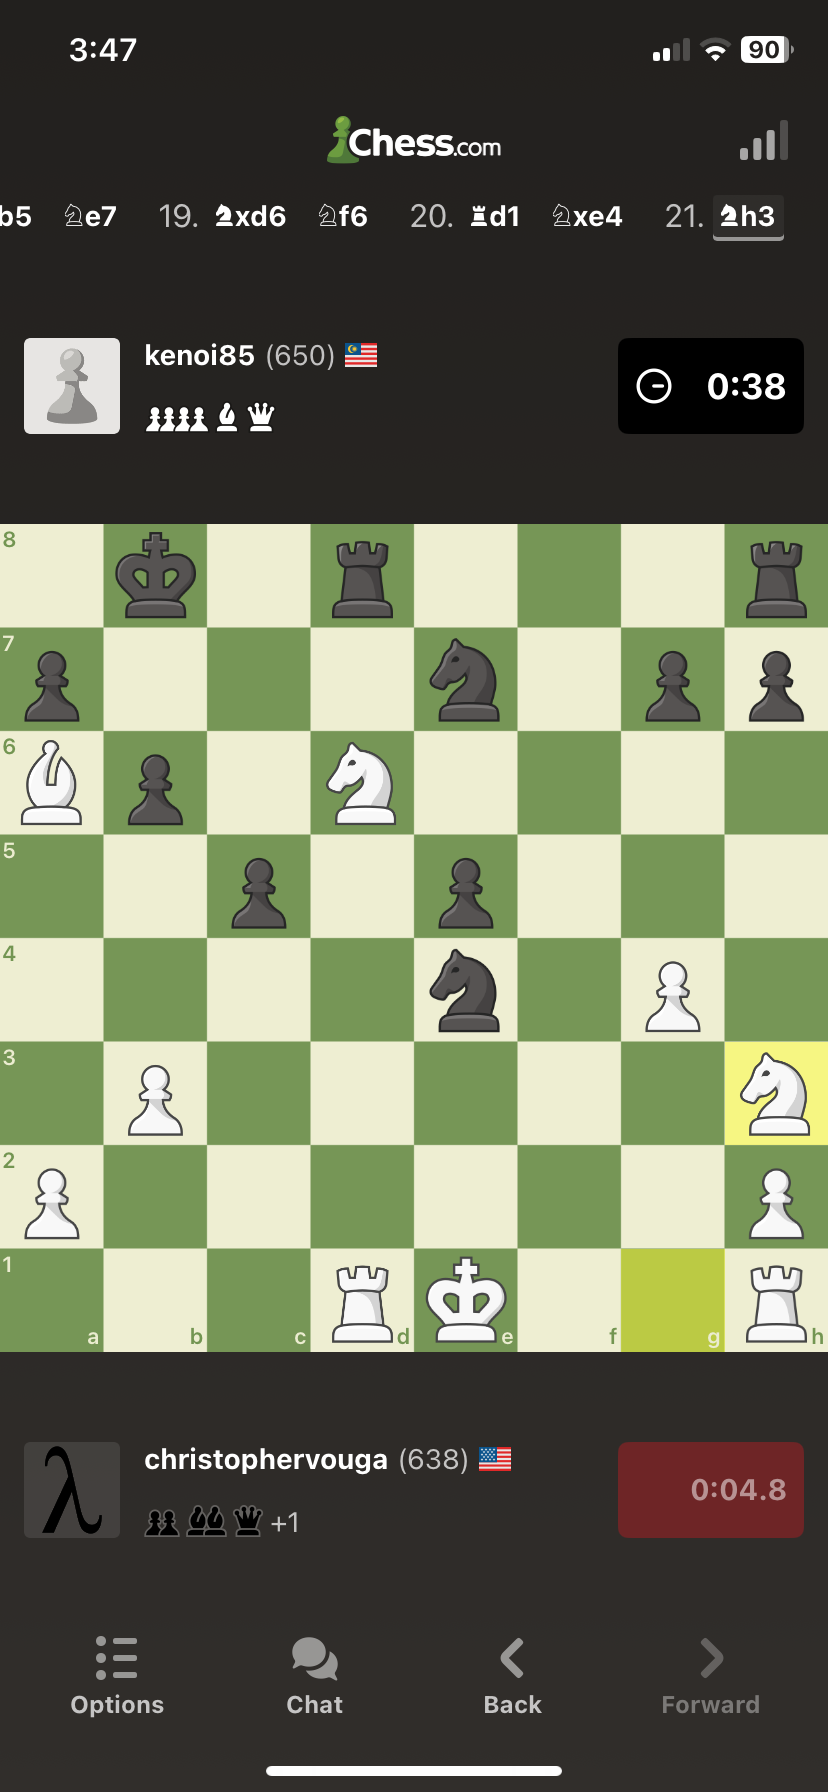 3:47
90
Chess.com
b5 ♘e7 19. ♞xd6 ♘f6 20. ♜d1 ♘xe4 21. ♞h3
kenoi85 (650)
0:38
8
7
6
5
4
3
2
1
a b c d e f g h
christophervouga (638)
0:04.8
λ
+1
Options Chat Back Forward